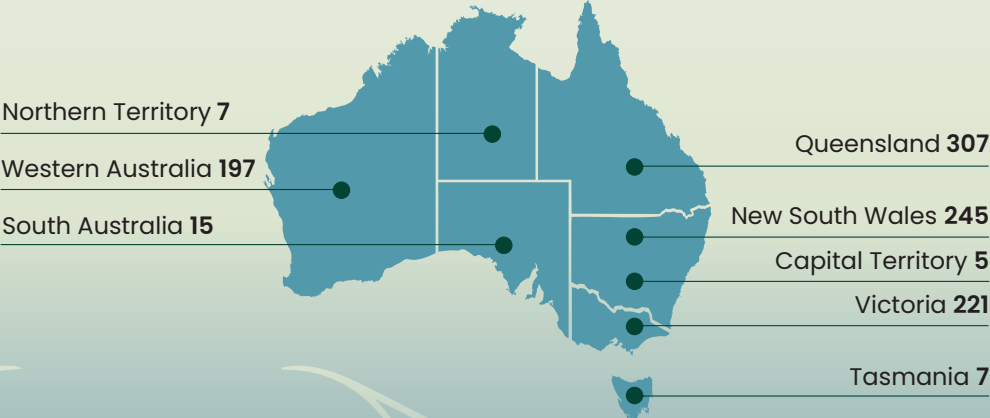 Northern Territory 7
Western Australia 197
South Australia 15
Queensland 307
New South Wales 245
Capital Territory 5
Victoria 221
Tasmania 7